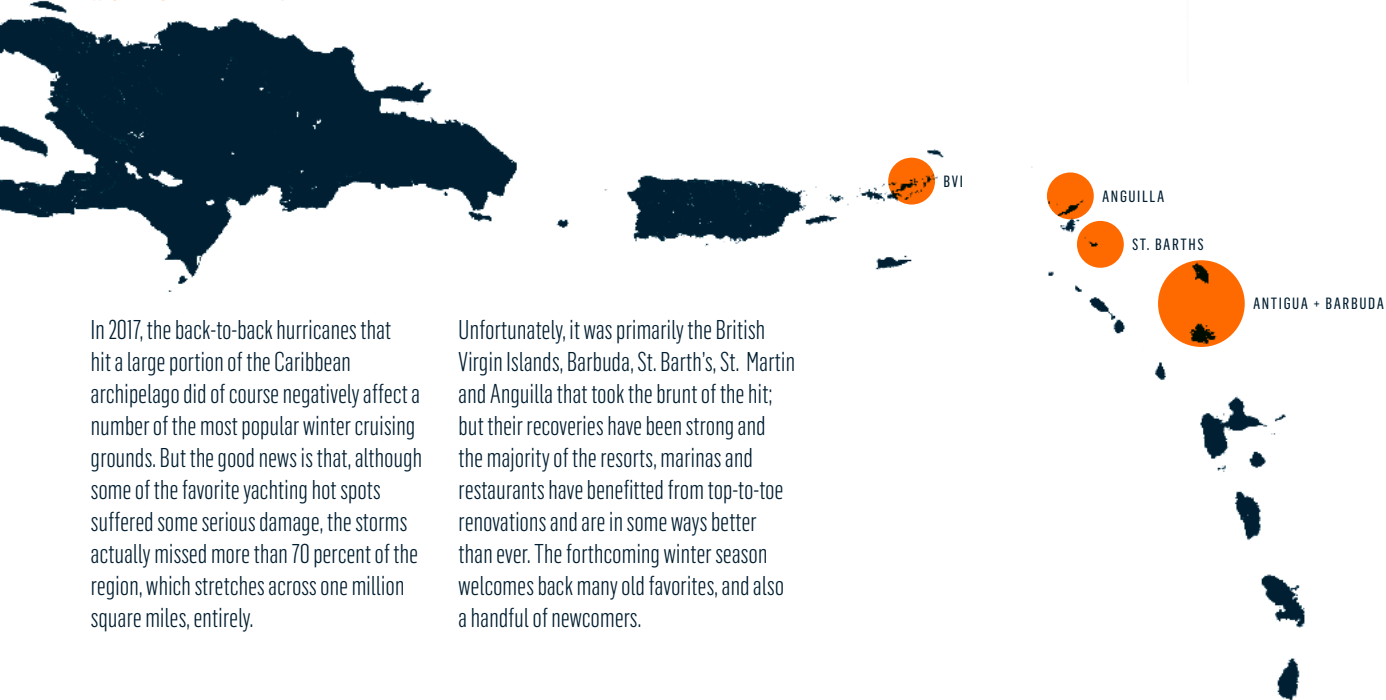 BVI
ANGUILLA
ST. BARTHS
ANTIGUA + BARBUDA
In 2017, the back-to-back hurricanes that
hit a large portion of the Caribbean
archipelago did of course negatively affect a
number of the most popular winter cruising
grounds. But the good news is that, although
some of the favorite yachting hot spots
suffered some serious damage, the storms
actually missed more than 70 percent of the
region, which stretches across one million
square miles, entirely.
Unfortunately, it was primarily the British
Virgin Islands, Barbuda, St. Barth's, St. Martin
and Anguilla that took the brunt of the hit;
but their recoveries have been strong and
the majority of the resorts, marinas and
restaurants have benefitted from top-to-toe
renovations and are in some ways better
than ever. The forthcoming winter season
welcomes back many old favorites, and also
a handful of newcomers.